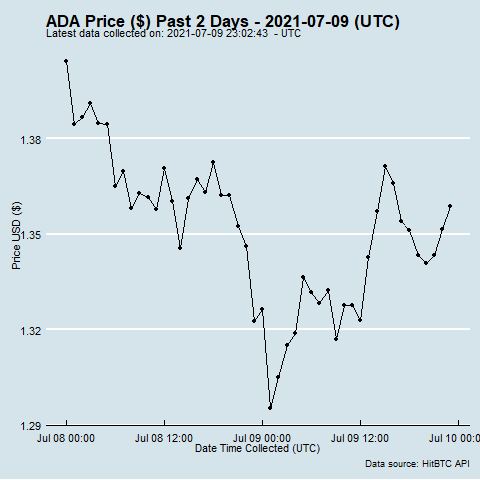 ADA Price ($) Past 2 Days - 2021-07-09 (UTC)
Latest data collected on: 2021-07-09 23:02:43 - UTC
Price USD ($)
1.38
1.35
1.32
1.29
Jul 08 00:00 Jul 08 12:00 Jul 09 00:00 Jul 09 12:00 Jul 10 00:00
Date Time Collected (UTC)
Data source: HitBTC API